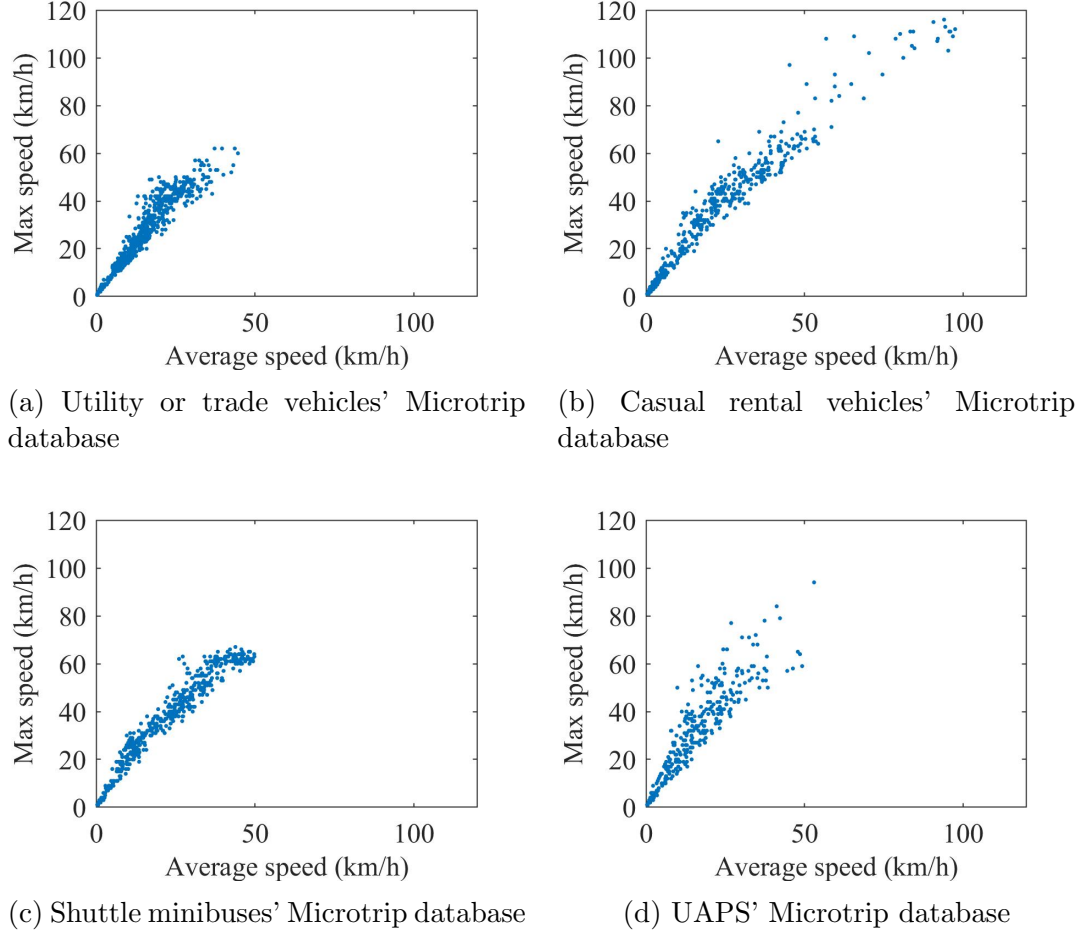 120
100
80
60
40
20
0
Max speed (km/h)
0 50 100
Average speed (km/h)
(a) Utility or trade vehicles’ Microtrip
database
120
100
80
60
40
20
0
Max speed (km/h)
0 50 100
Average speed (km/h)
(b) Casual rental vehicles’ Microtrip
database
120
100
80
60
40
20
0
Max speed (km/h)
0 50 100
Average speed (km/h)
(c) Shuttle minibuses’ Microtrip database
120
100
80
60
40
20
0
Max speed (km/h)
0 50 100
Average speed (km/h)
(d) UAPS’ Microtrip database